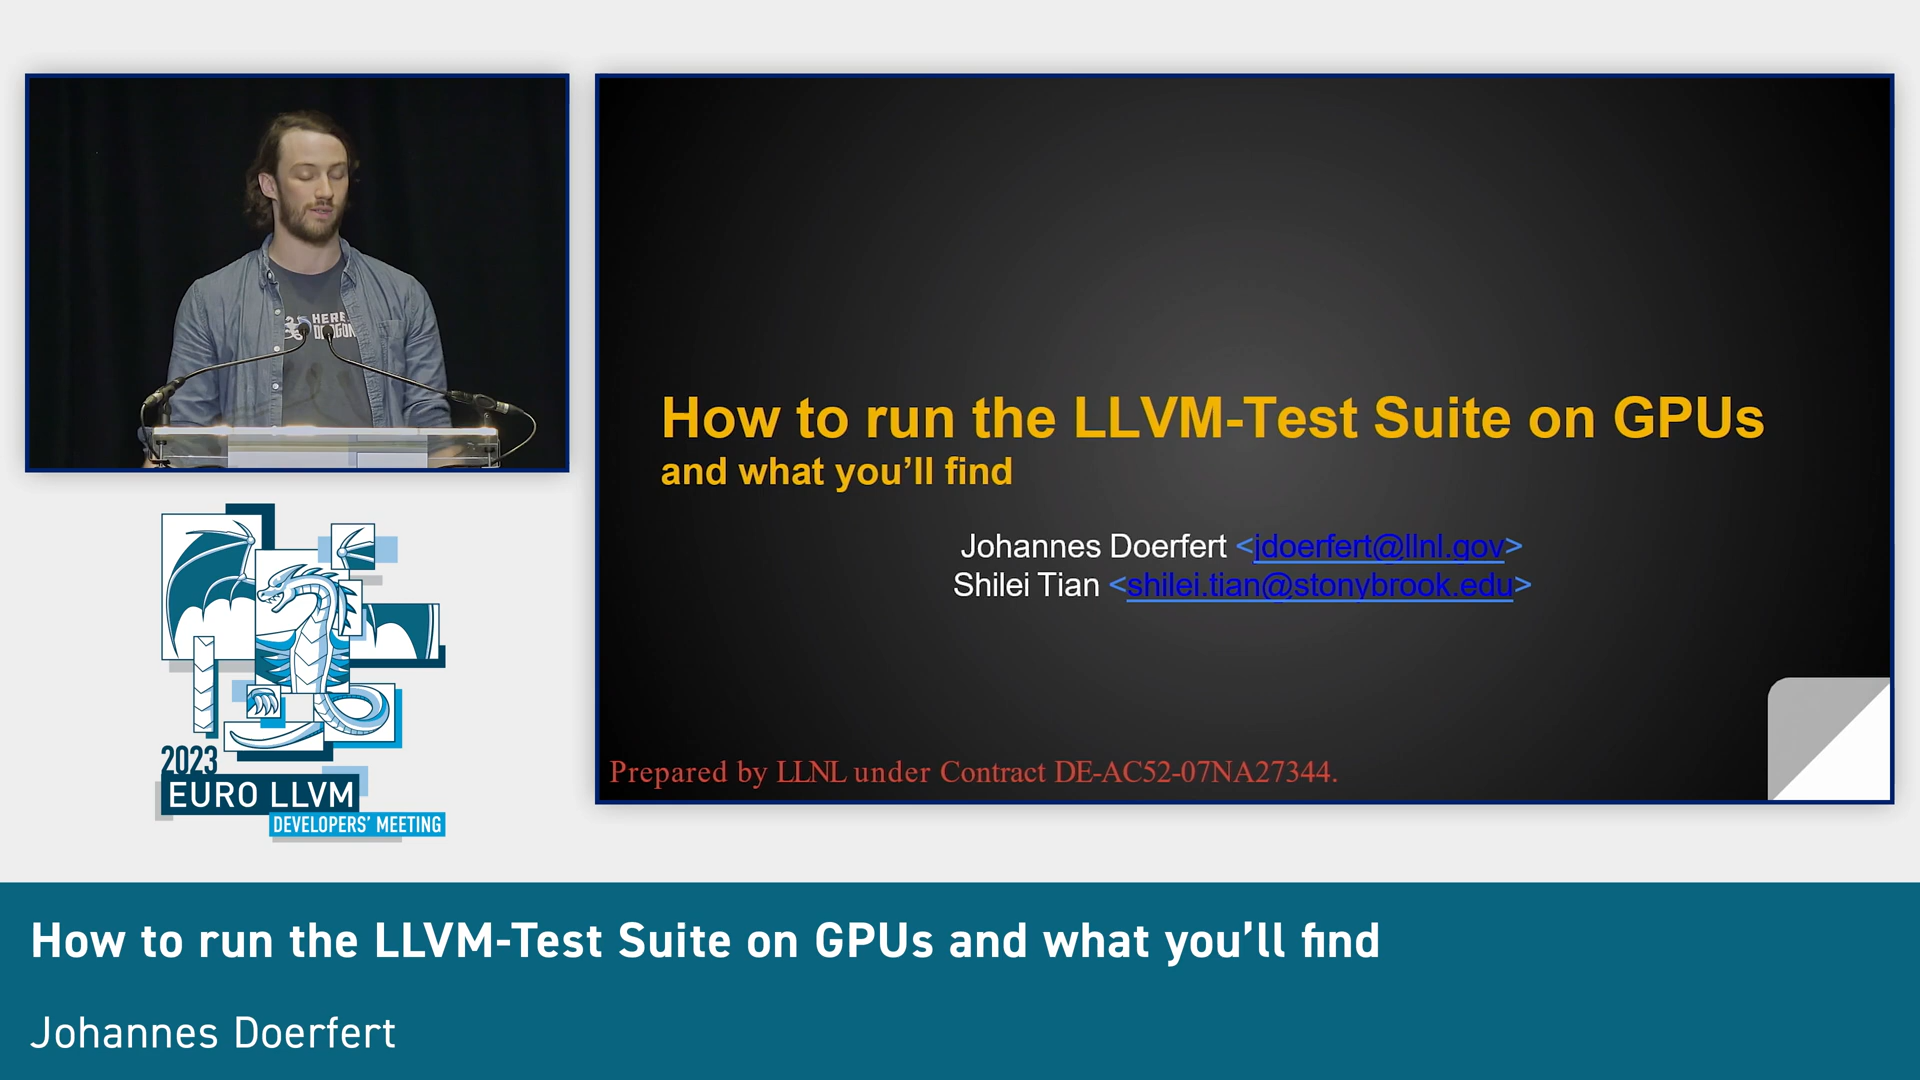 HERE
How to run the LLVM-Test Suite on GPUs
and what you’ll find
Johannes Doerfert <jdoerfert@llnl.gov>
Shilei Tian <shilei.tian@stonybrook.edu>
Prepared by LLNL under Contract DE-AC52-07NA27344.
2023
EURO LLVM
DEVELOPERS’ MEETING
How to run the LLVM-Test Suite on GPUs and what you’ll find
Johannes Doerfert